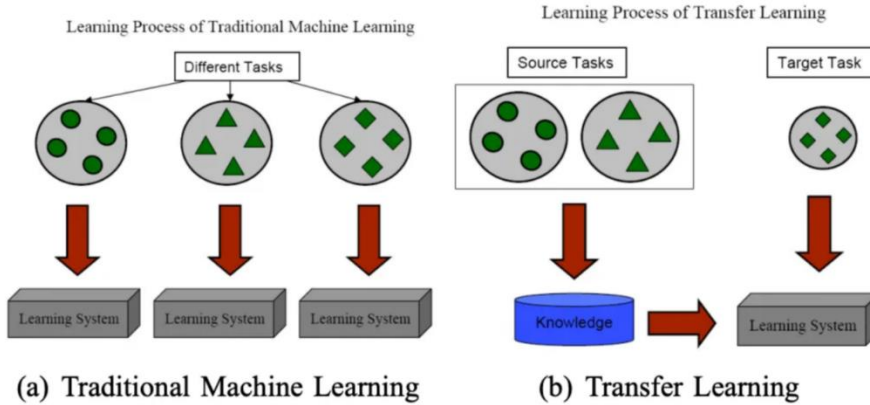 Learning Process of Traditional Machine Learning
Different Tasks
Learning System
Learning System
Learning System
(a) Traditional Machine Learning
Learning Process of Transfer Learning
Source Tasks
Target Task
Knowledge
Learning System
(b) Transfer Learning